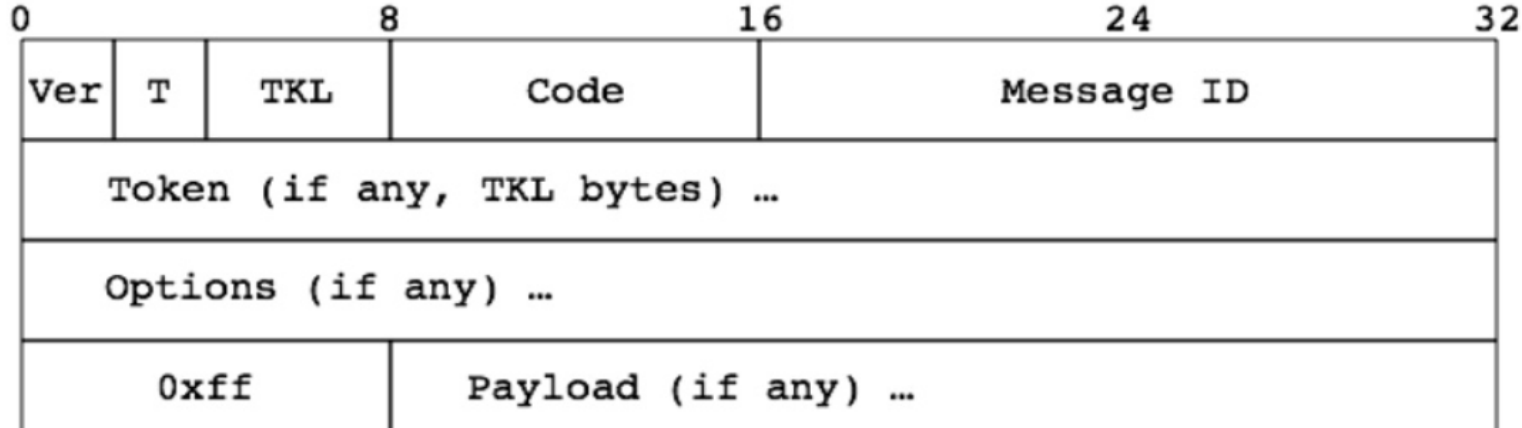 0 8 16 24 32
Ver T TKL Code Message ID
Token (if any, TKL bytes) …
Options (if any) …
0xff Payload (if any) …